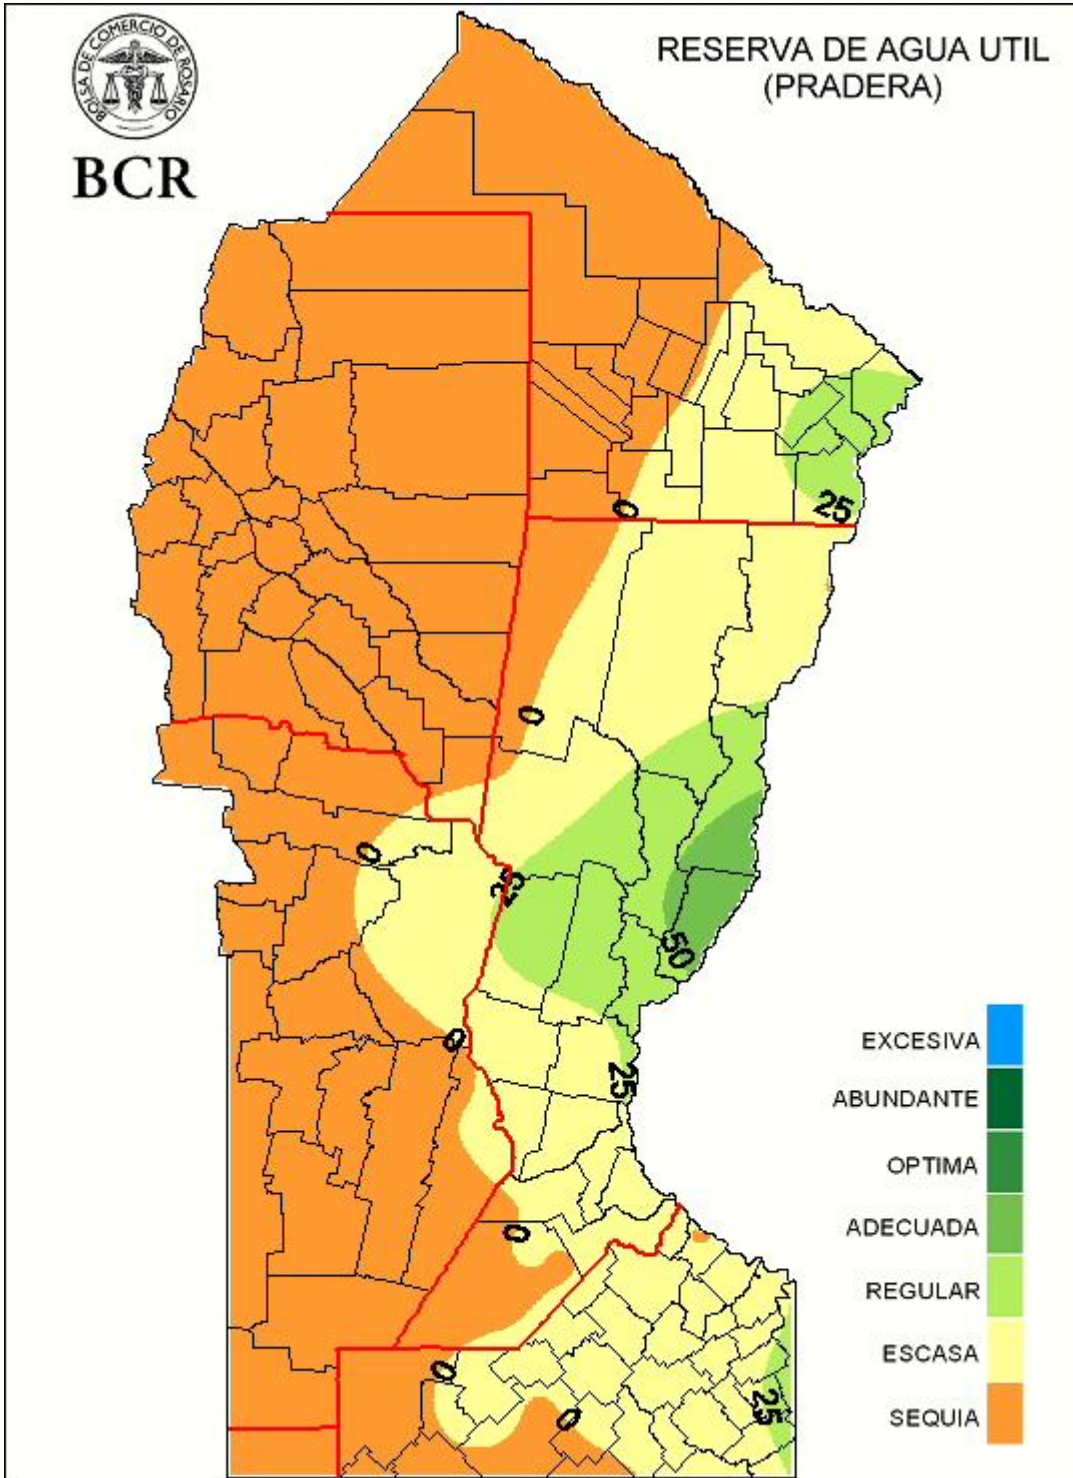 BOLSA DE COMERCIO DE ROSARIO
BCR
RESERVA DE AGUA UTIL
(PRADERA)
25
0
0
0
25
50
0
25
0
0
0
25
EXCESIVA
ABUNDANTE
OPTIMA
ADECUADA
REGULAR
ESCASA
SEQUIA